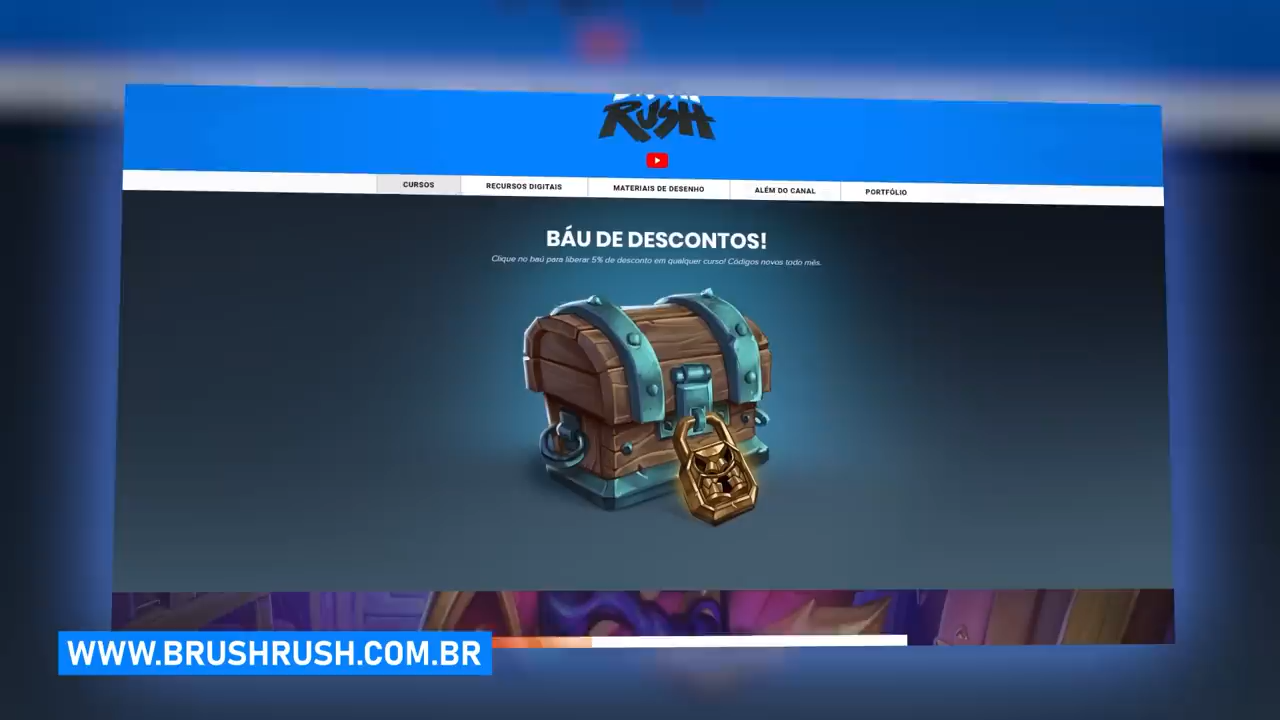 RUSH
CURSOS
RECURSOS DIGITAIS
MATERIAIS DE DESENHO
ALÉM DO CANAL
PORTFÓLIO
BÁU DE DESCONTOS!
Clique no baú para liberar 5% de desconto em qualquer curso! Códigos novos todo mês.
WWW.BRUSHRUSH.COM.BR